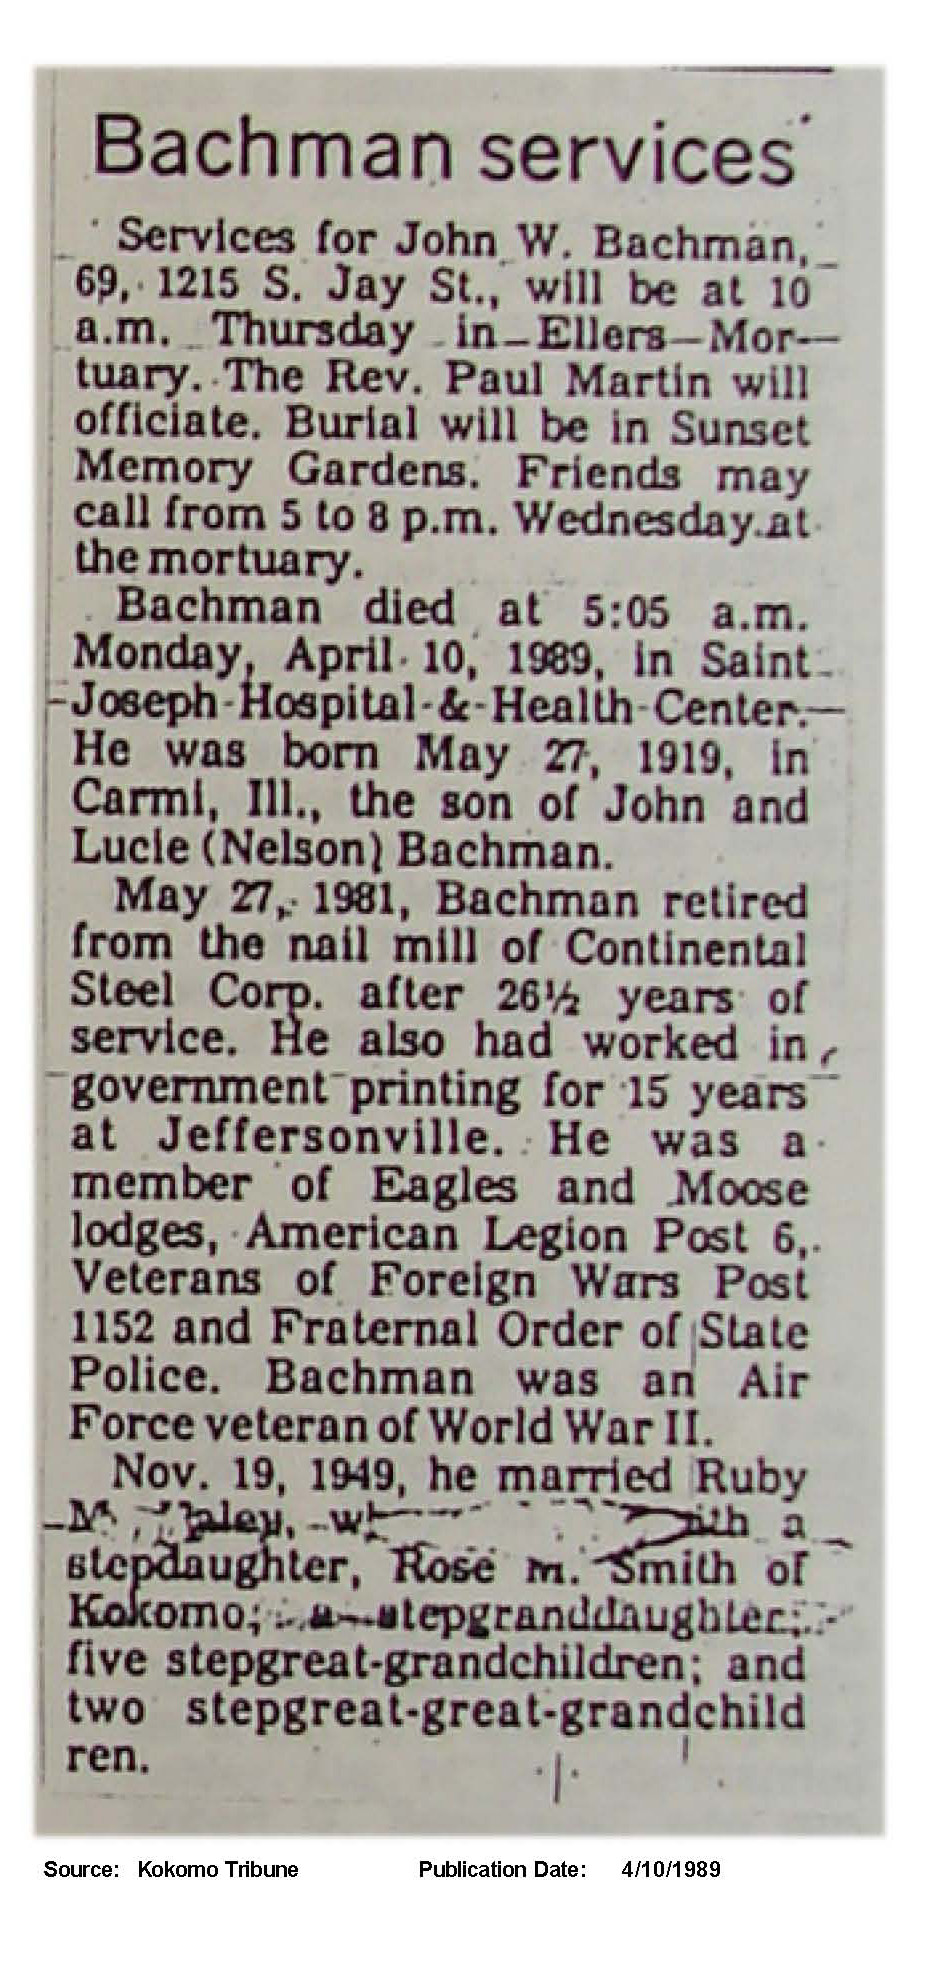 Bachman services
Services for John W. Bachman,
69, 1215 S. Jay St., will be at 10
a.m. Thursday in Ellers Mor-
tuary. The Rev. Paul Martin will
officiate. Burial will be in Sunset
Memory Gardens. Friends may
call from 5 to 8 p.m. Wednesday at
the mortuary.
Bachman died at 5:05 a.m.
Monday, April 10, 1989, in Saint
Joseph Hospital & Health Center.
He was born May 27, 1919, in
Carmi, Ill., the son of John and
Lucie (Nelson) Bachman.
May 27, 1981, Bachman retired
from the nail mill of Continental
Steel Corp. after 26½ years of
service. He also had worked in
government printing for 15 years
at Jeffersonville. He was a
member of Eagles and Moose
lodges, American Legion Post 6,
Veterans of Foreign Wars Post
1152 and Fraternal Order of State
Police. Bachman was an Air
Force veteran of World War II.
Nov. 19, 1949, he married Ruby
a
stepdaughter, Rose M. Smith of
Kokomo; a stepgranddaughter;
five stepgreat-grandchildren; and
two stepgreat-great-grandchild
ren.
Source: Kokomo Tribune Publication Date: 4/10/1989